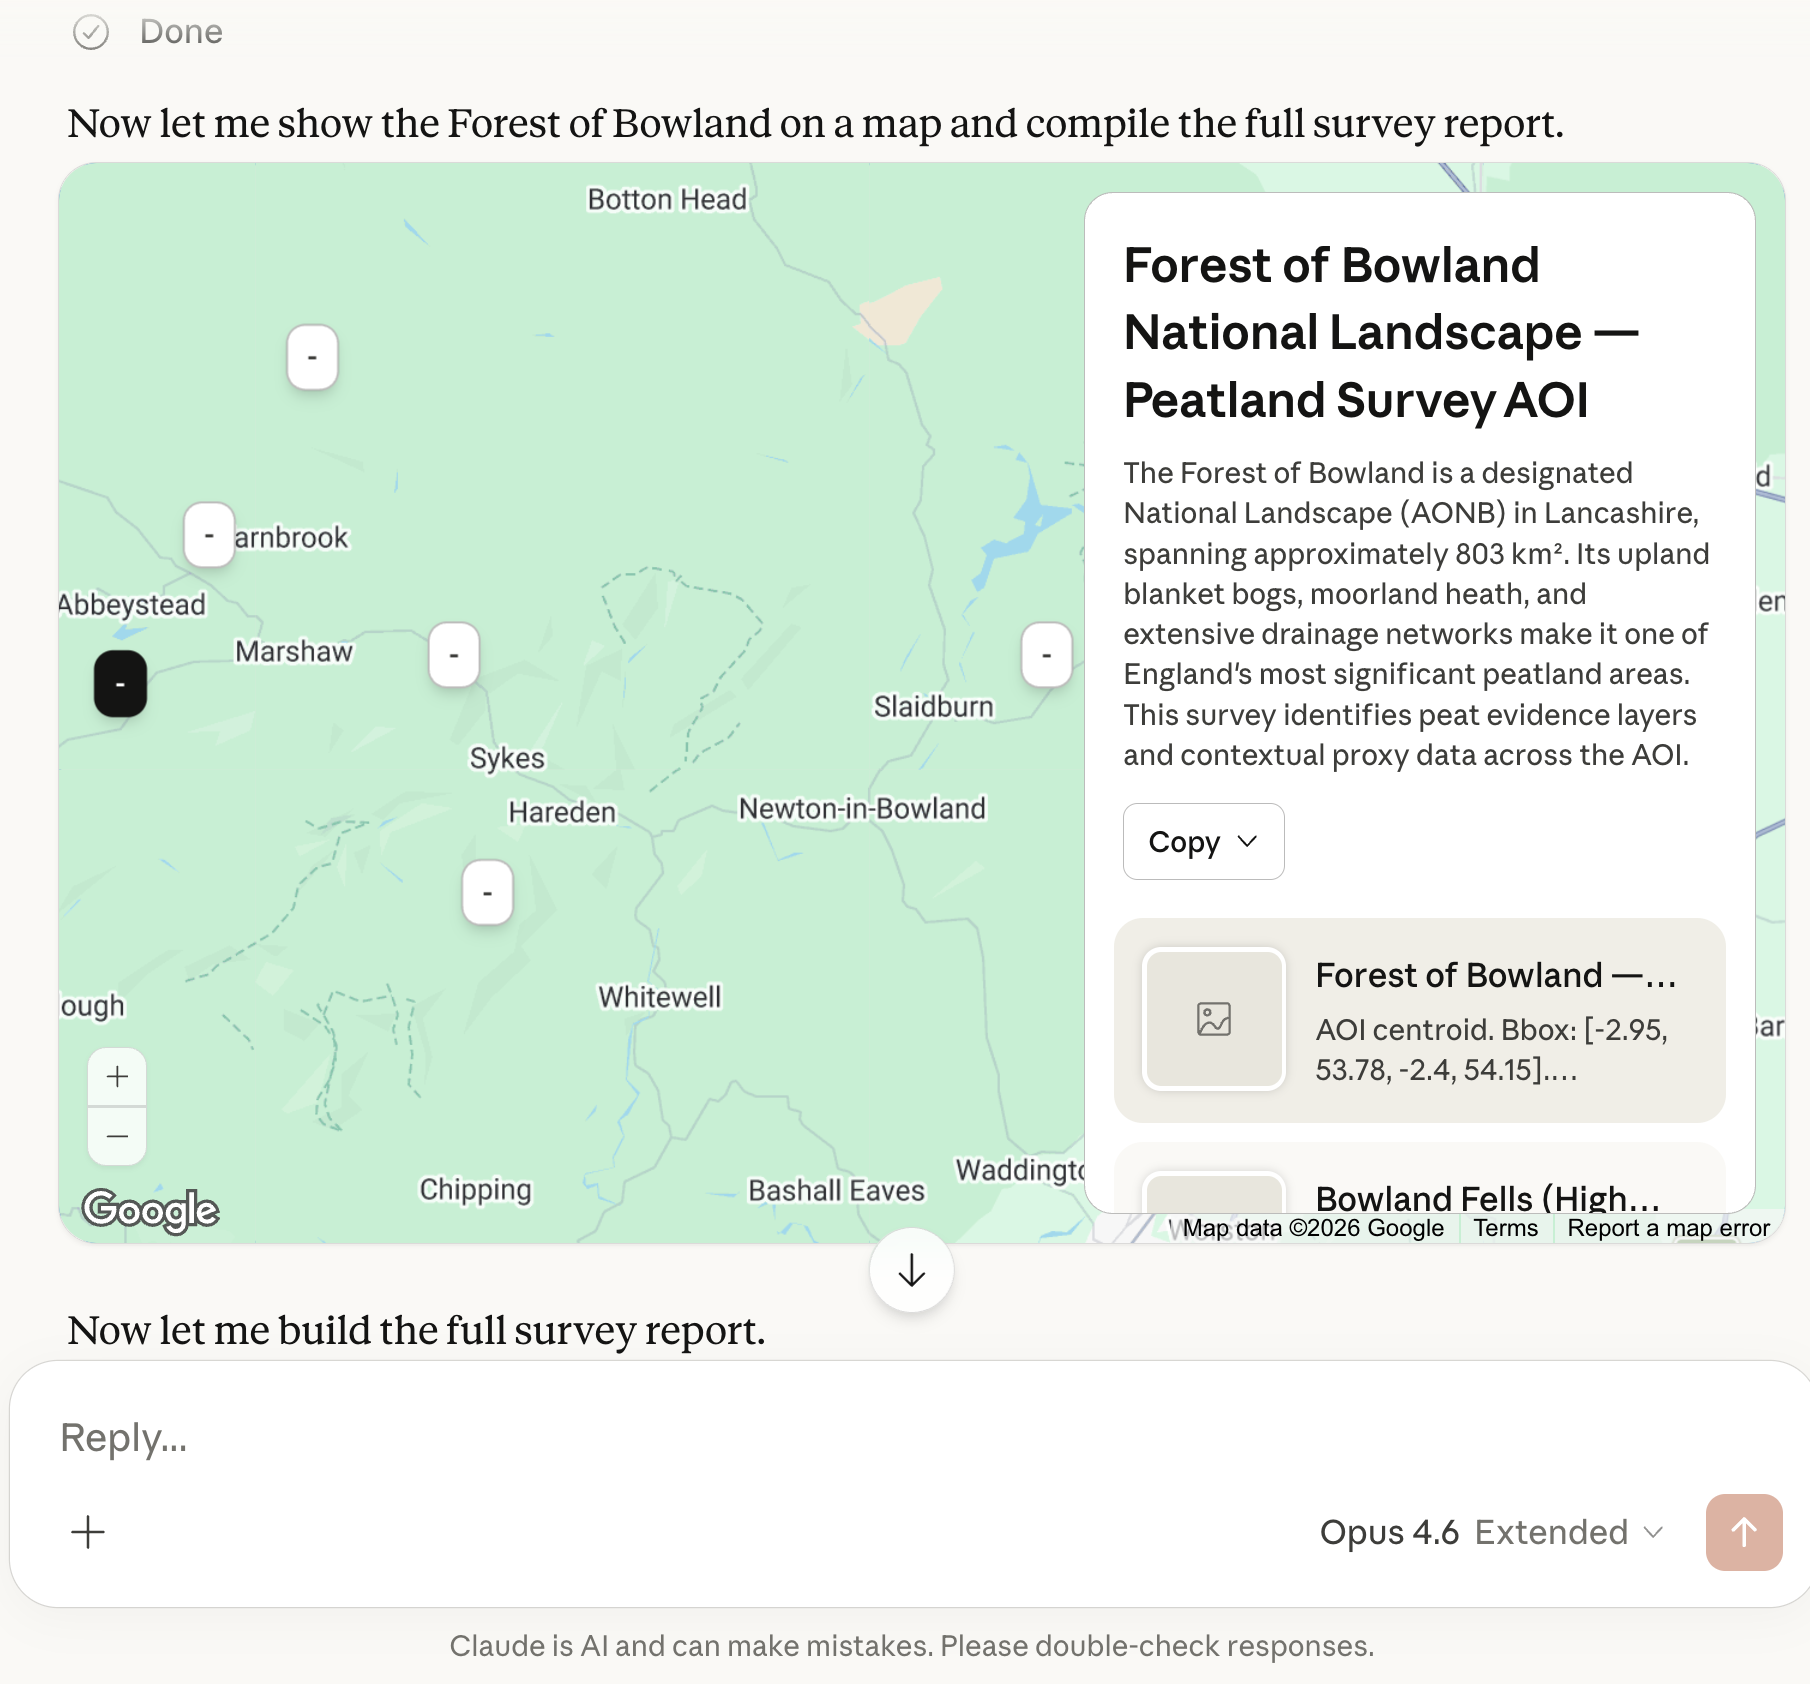 Done
Now let me show the Forest of Bowland on a map and compile the full survey report.
Botton Head
-
-
arnbrook
Abbeystead
Marshaw
-
-
-
Slaidburn
Sykes
Hareden
Newton-in-Bowland
-
Whitewell
ough
+
−
Chipping
Bashall Eaves
Waddingto
Google
Forest of Bowland
National Landscape —
Peatland Survey AOI
The Forest of Bowland is a designated
National Landscape (AONB) in Lancashire,
spanning approximately 803 km². Its upland
blanket bogs, moorland heath, and
extensive drainage networks make it one of
England's most significant peatland areas.
This survey identifies peat evidence layers
and contextual proxy data across the AOI.
Copy
Forest of Bowland —...
AOI centroid. Bbox: [-2.95,
53.78, -2.4, 54.15]....
Bowland Fells (High...
d
en
Bar
Map data ©2026 Google
Terms
Report a map error
Now let me build the full survey report.
Reply...
+
Opus 4.6 Extended
Claude is AI and can make mistakes. Please double-check responses.